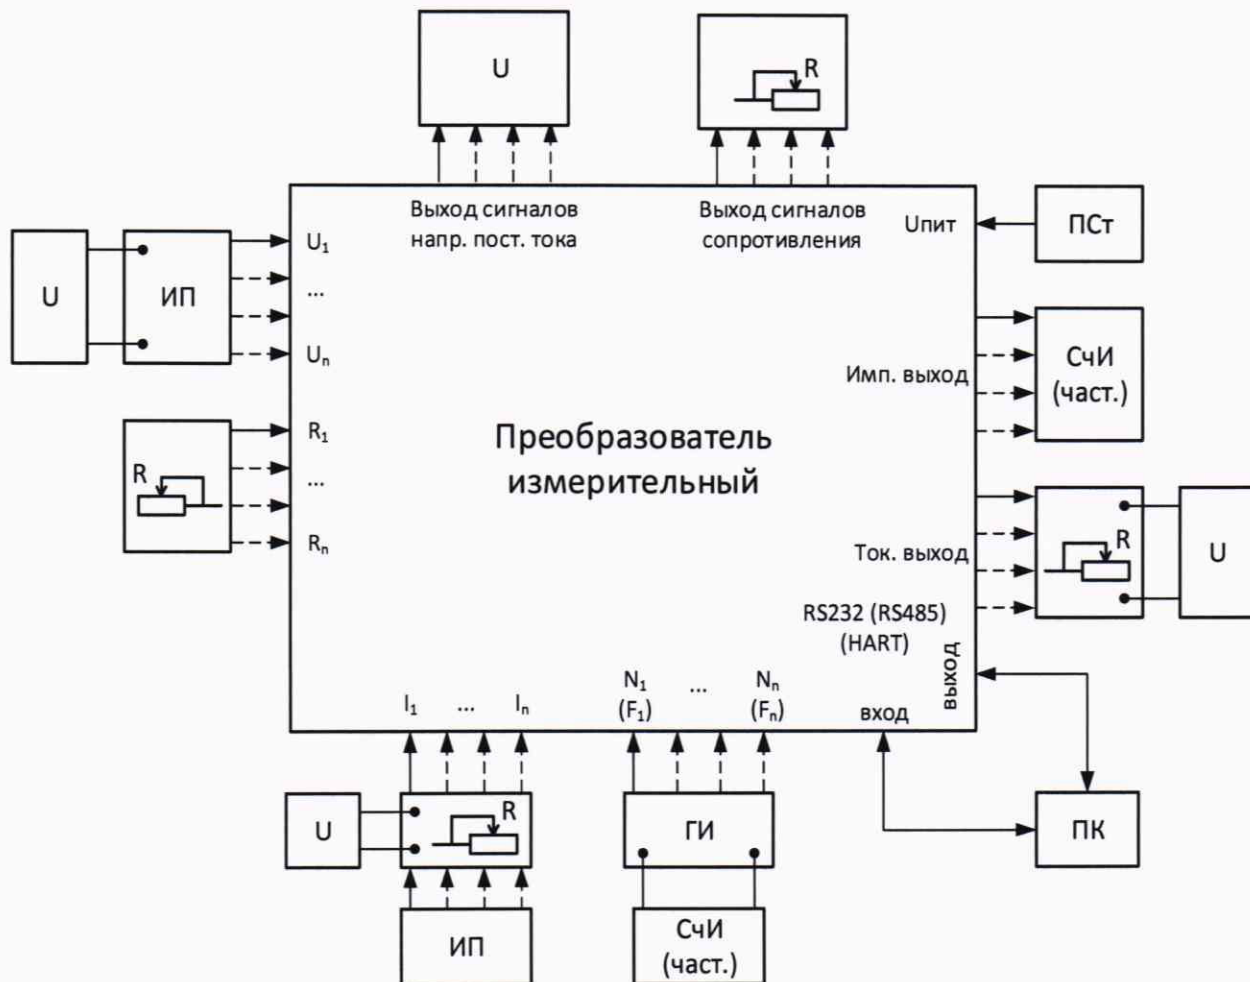 U
R
Выход сигналов
напр. пост. тока
Выход сигналов
сопротивления
Uпит
ПСт
U
ИП
U₁
...
Uₙ
СчИ
(част.)
Имп. выход
R
R₁
...
Rₙ
Преобразователь
измерительный
Ток. выход
R
U
RS232 (RS485)
(HART)
выход
вход
I₁
...
Iₙ
N₁
(F₁)
...
Nₙ
(Fₙ)
U
R
ГИ
ПК
ИП
СчИ
(част.)